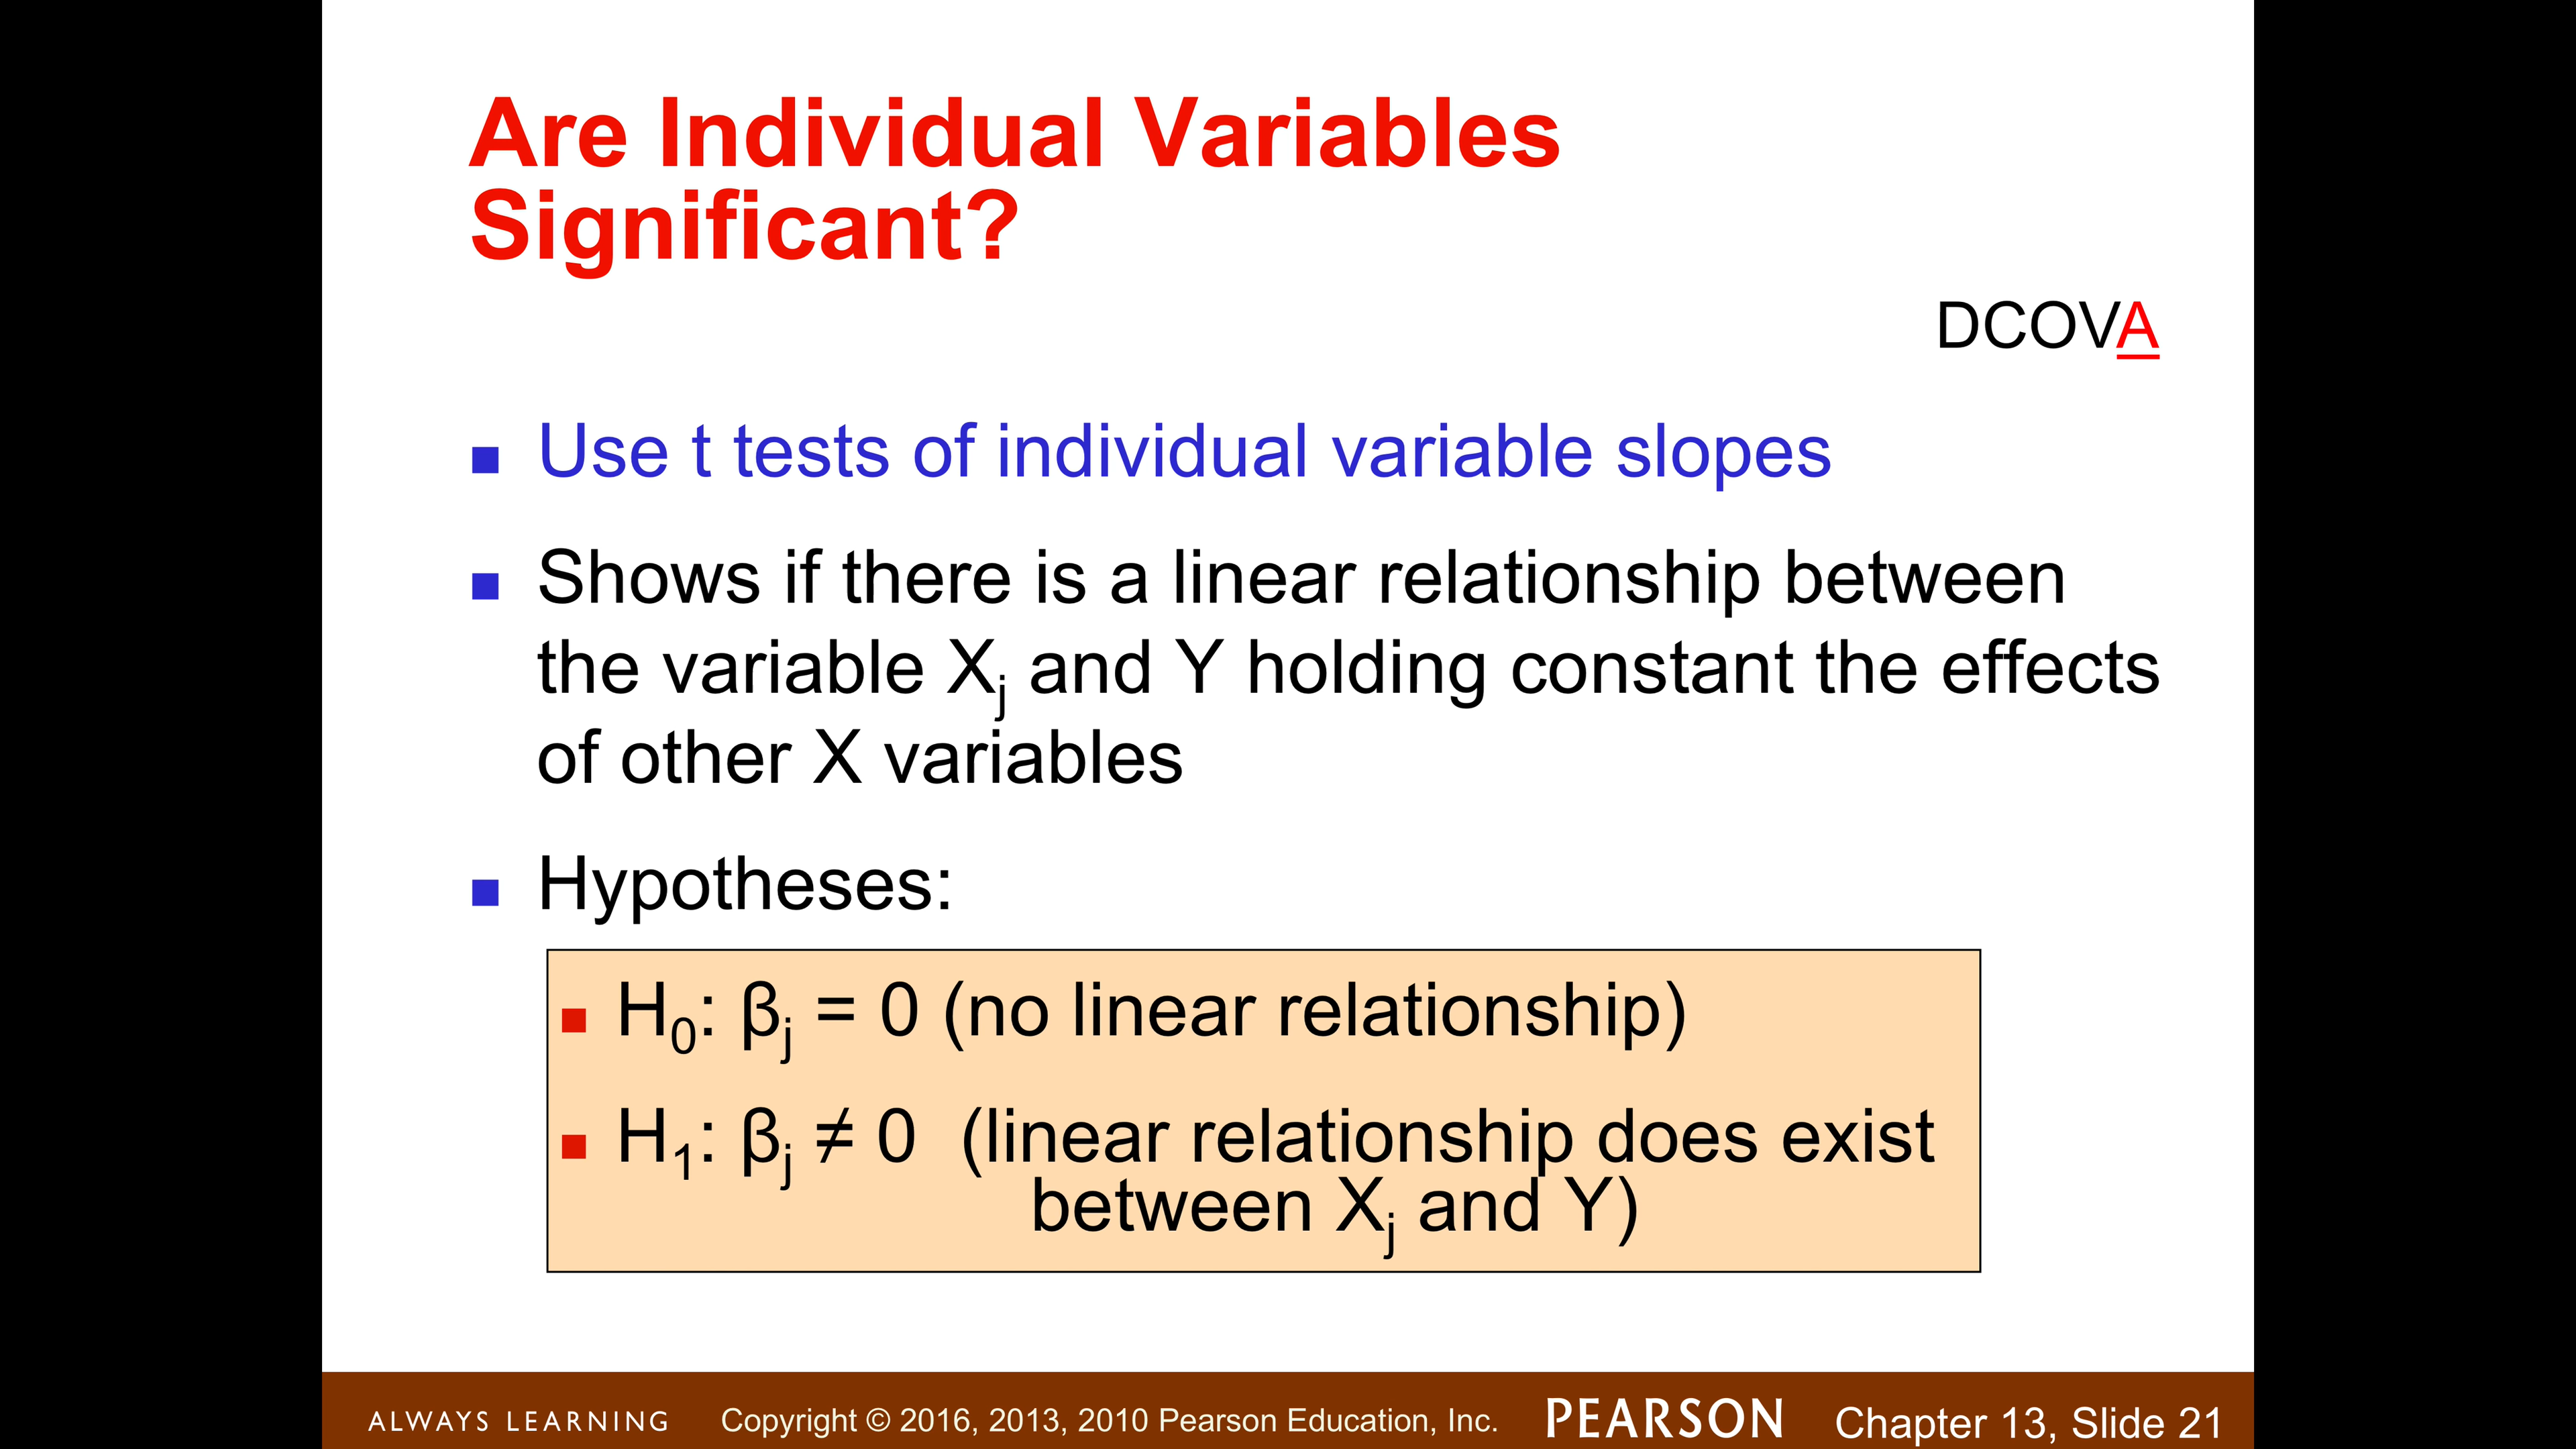 Are Individual Variables
Significant?
DCOVA
Use t tests of individual variable slopes
Shows if there is a linear relationship between
the variable Xj and Y holding constant the effects
of other X variables
Hypotheses:
H0: βj = 0 (no linear relationship)
H1: βj ≠ 0 (linear relationship does exist
between Xj and Y)
ALWAYS LEARNING Copyright © 2016, 2013, 2010 Pearson Education, Inc. PEARSON Chapter 13, Slide 21